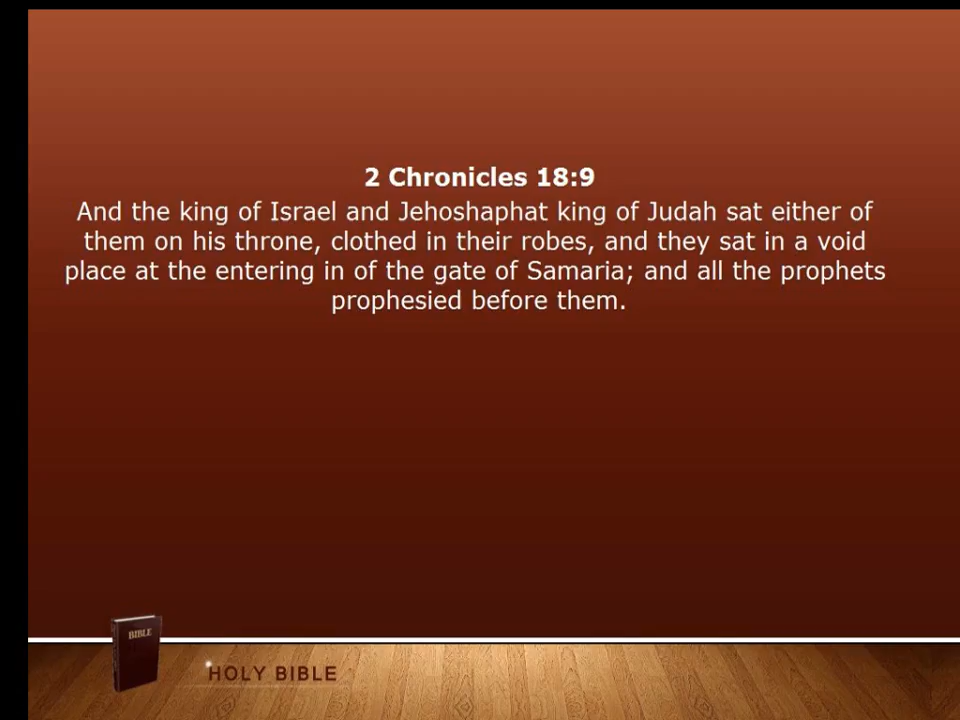 2 Chronicles 18:9
And the king of Israel and Jehoshaphat king of Judah sat either of
them on his throne, clothed in their robes, and they sat in a void
place at the entering in of the gate of Samaria; and all the prophets
prophesied before them.
BIBLE
HOLY BIBLE